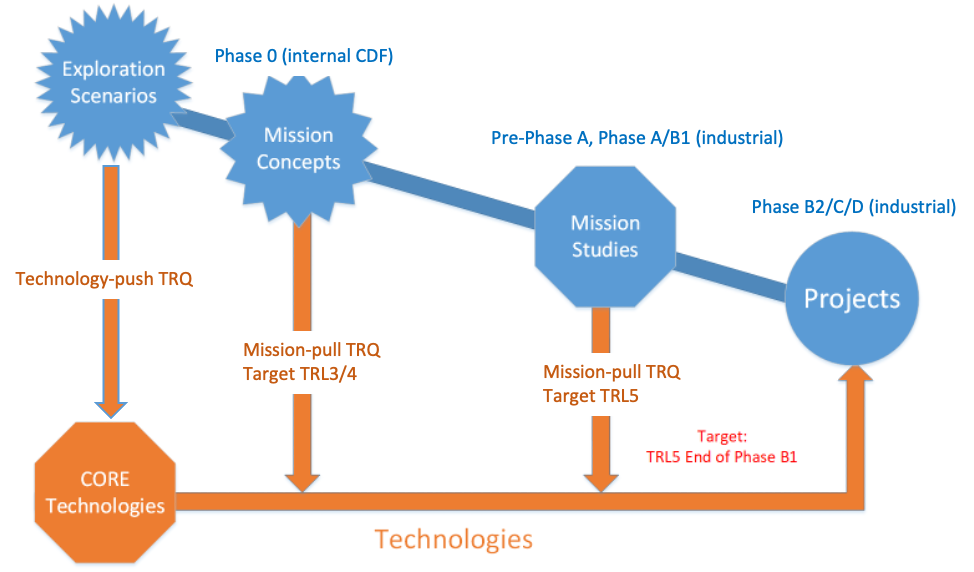 Exploration
Scenarios
Phase 0 (internal CDF)
Mission
Concepts
Pre-Phase A, Phase A/B1 (industrial)
Mission
Studies
Phase B2/C/D (industrial)
Projects
Technology-push TRQ
Mission-pull TRQ
Target TRL3/4
Mission-pull TRQ
Target TRL5
Target:
TRL5 End of Phase B1
CORE
Technologies
Technologies